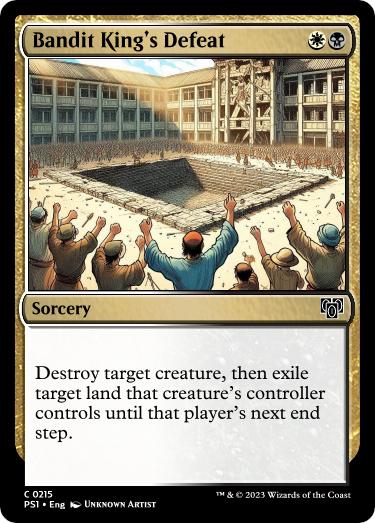 Bandit King's Defeat
Sorcery
Destroy target creature, then exile
target land that creature's controller
controls until that player's next end
step.
C 0215
PS1 • Eng Unknown Artist
™ & © 2023 Wizards of the Coast